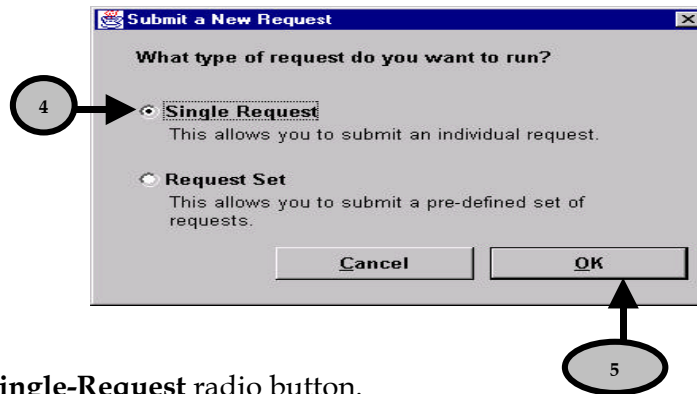 Submit a New Request
What type of request do you want to run?
4
Single Request
This allows you to submit an individual request.
Request Set
This allows you to submit a pre-defined set of
requests.
Cancel
OK
5
ingle-Request radio button.